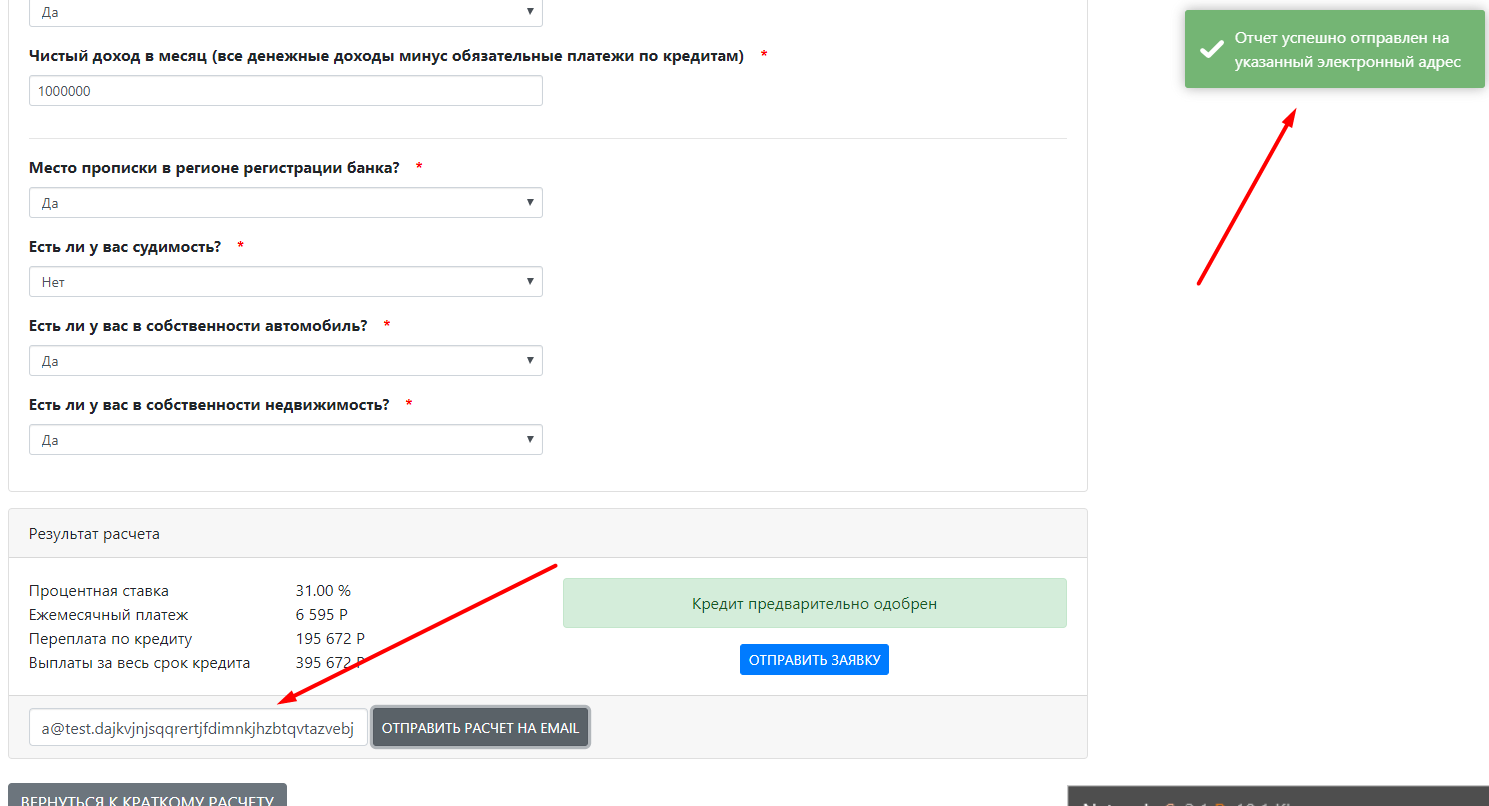 Да
Чистый доход в месяц (все денежные доходы минус обязательные платежи по кредитам) *
1000000
Место прописки в регионе регистрации банка? *
Да
Есть ли у вас судимость? *
Нет
Есть ли у вас в собственности автомобиль? *
Да
Есть ли у вас в собственности недвижимость? *
Да
Отчет успешно отправлен на
указанный электронный адрес
Результат расчета
Процентная ставка 31.00 %
Ежемесячный платеж 6 595 Р
Переплата по кредиту 195 672 Р
Выплаты за весь срок кредита 395 672 Р
Кредит предварительно одобрен
ОТПРАВИТЬ ЗАЯВКУ
a@test.dajkvjnjsqqrertjfdimnkjhzbtqvtazvebj
ОТПРАВИТЬ РАСЧЕТ НА EMAIL
ВЕРНУТЬСЯ К КРАТКОМУ РАСЧЕТУ